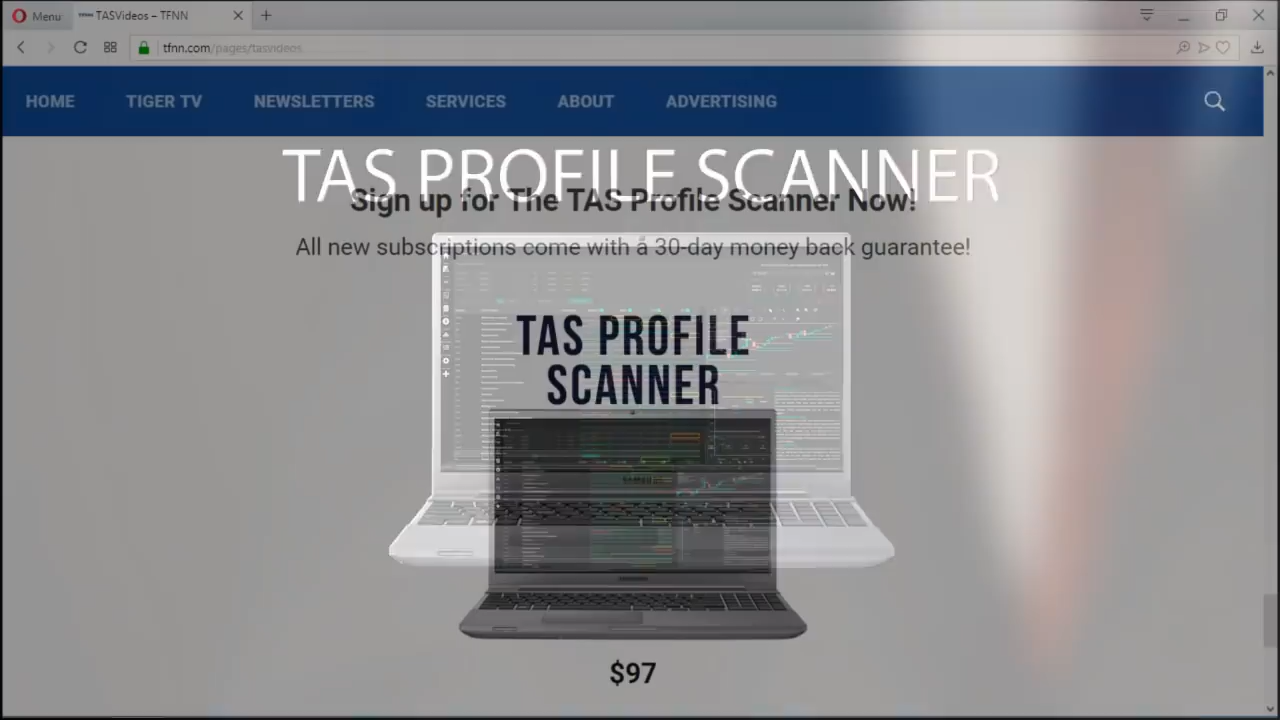 Menu
TASVideos – TFNN
tfnn.com/pages/tasvideos
HOME
TIGER TV
NEWSLETTERS
SERVICES
ABOUT
ADVERTISING
TAS PROFILE SCANNER
Sign up for The TAS Profile Scanner Now!
All new subscriptions come with a 30-day money back guarantee!
TAS PROFILE
SCANNER
$97